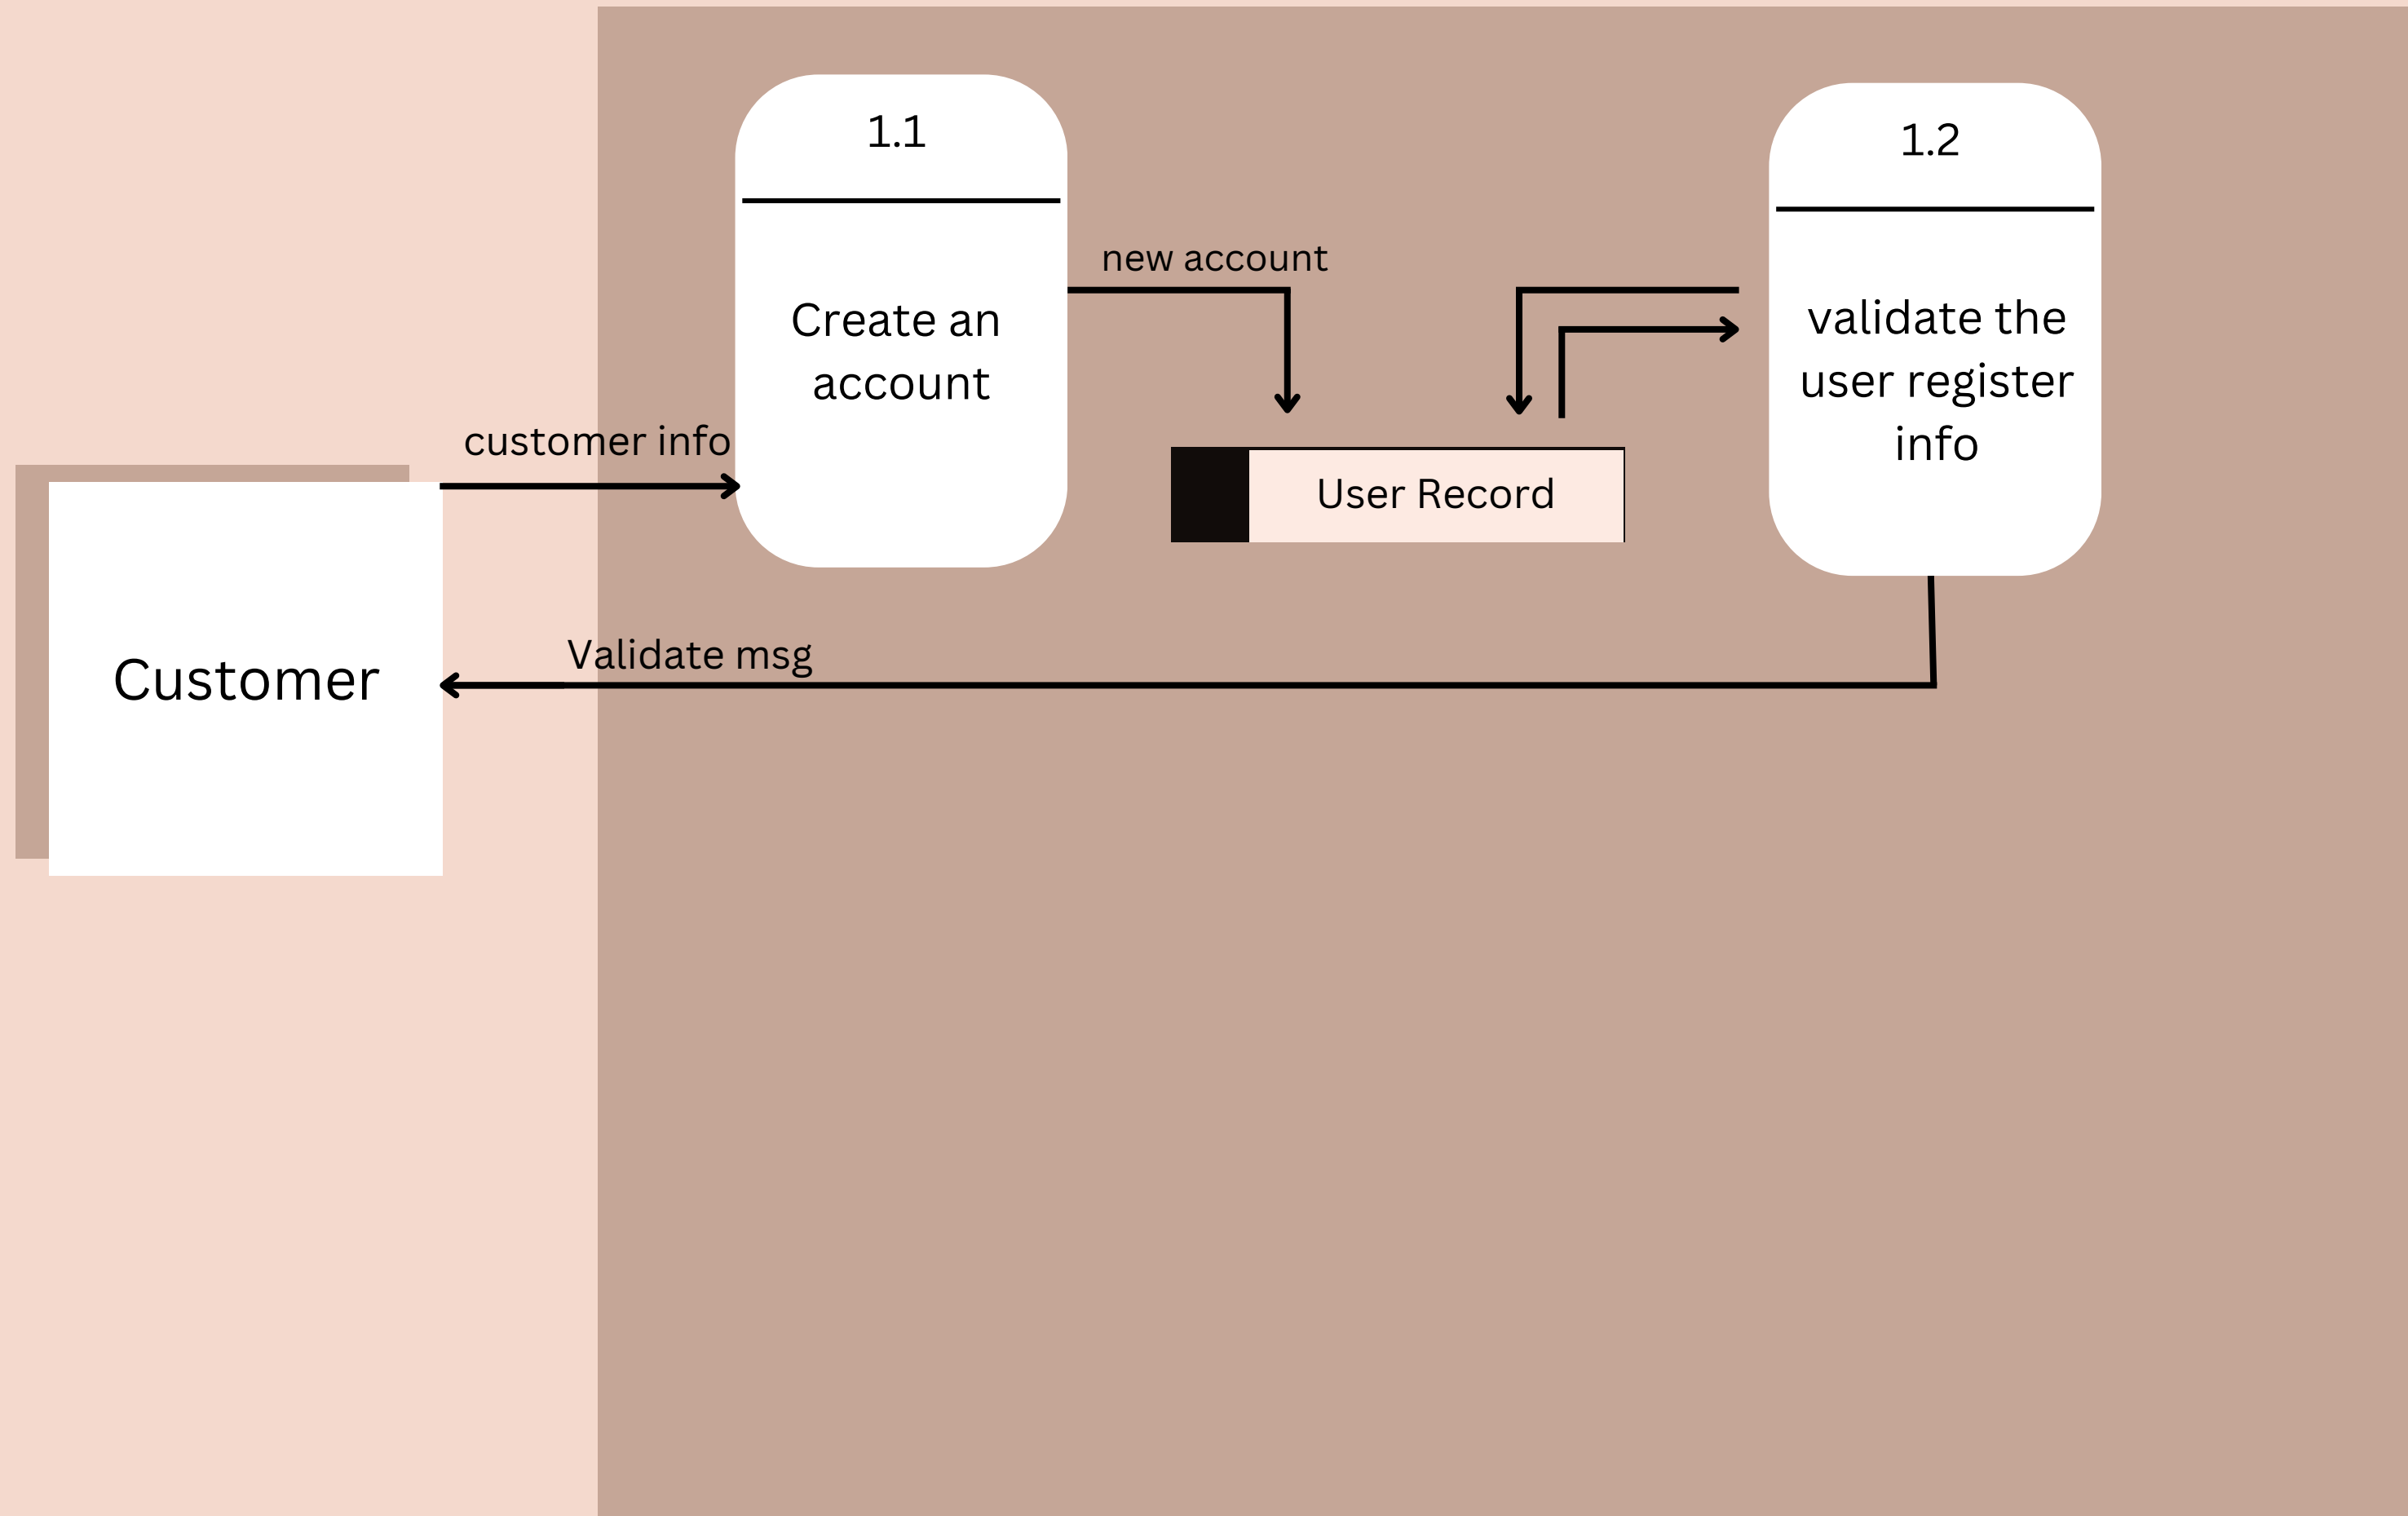 1.1
Create an
account
1.2
validate the
user register
info
new account
customer info
User Record
Validate msg
Customer